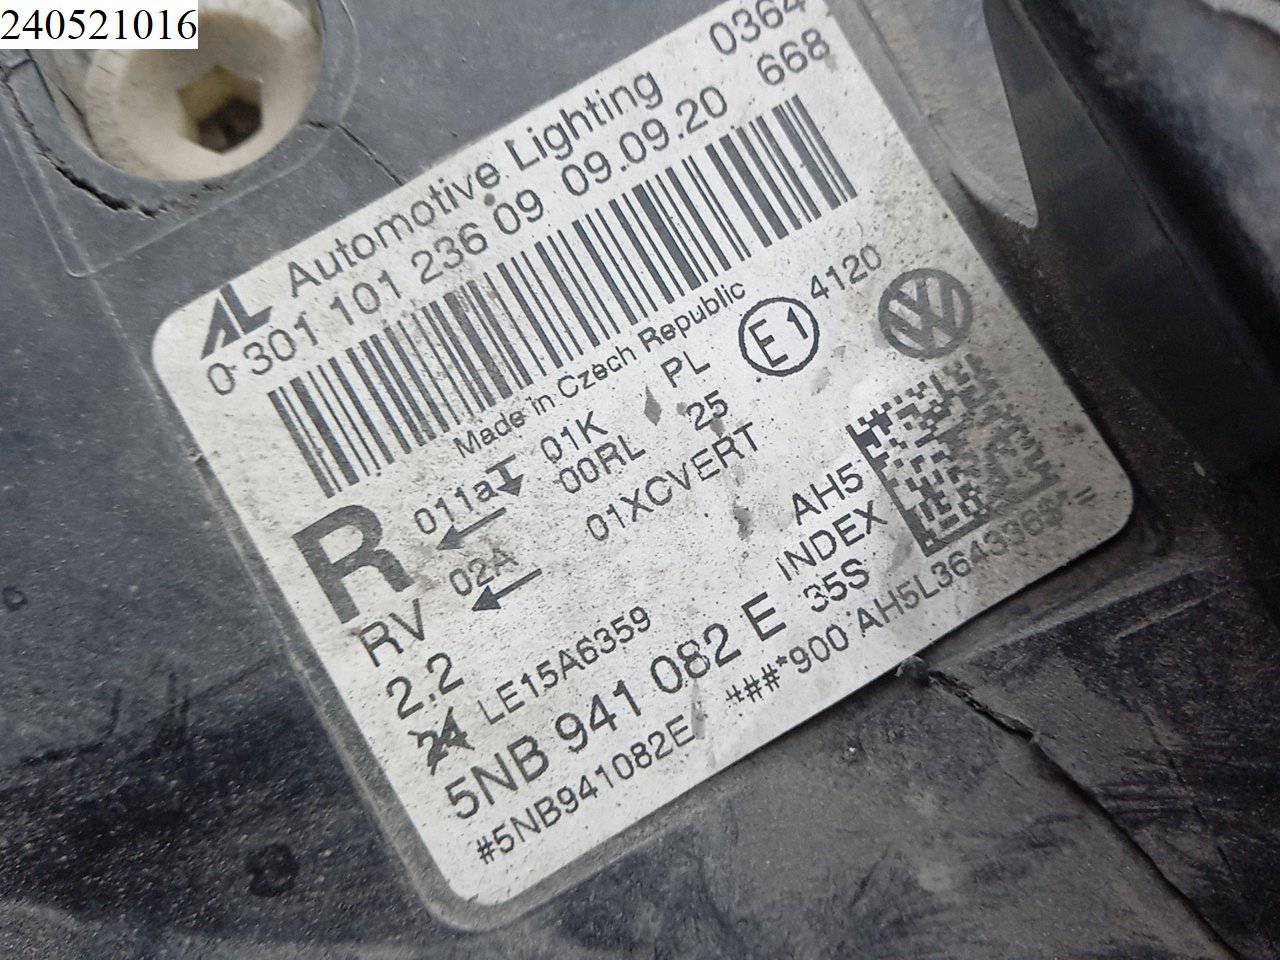 240521016
AL Automotive Lighting 0364
0 301 101 236 09 09.09.20 668
Made in Czech Republic
R 011a 01K PL E1 4120
00RL 25
RV 02A 01XCVERT AH5
2.2 INDEX
24 LE15A6359 35S
5NB 941 082 E
#5NB941082E ###*900 AH5L364